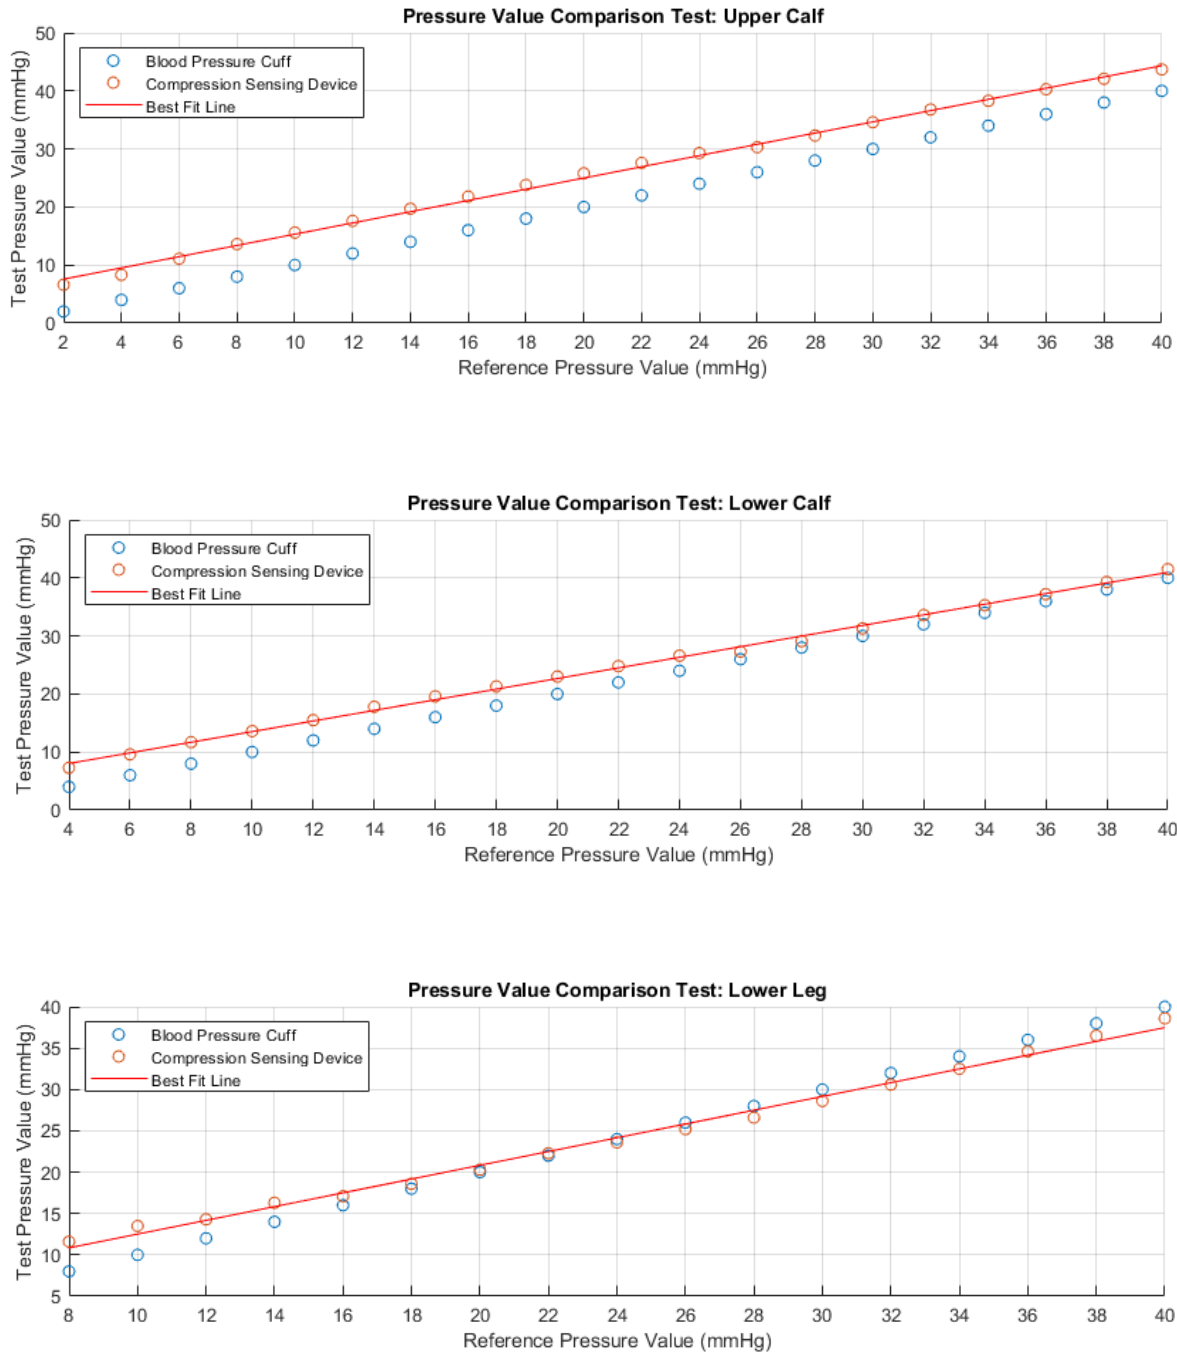 Pressure Value Comparison Test: Upper Calf
Test Pressure Value (mmHg)
50
40
30
20
10
0
Blood Pressure Cuff
Compression Sensing Device
Best Fit Line
2 4 6 8 10 12 14 16 18 20 22 24 26 28 30 32 34 36 38 40
Reference Pressure Value (mmHg)
Pressure Value Comparison Test: Lower Calf
Test Pressure Value (mmHg)
50
40
30
20
10
0
Blood Pressure Cuff
Compression Sensing Device
Best Fit Line
4 6 8 10 12 14 16 18 20 22 24 26 28 30 32 34 36 38 40
Reference Pressure Value (mmHg)
Pressure Value Comparison Test: Lower Leg
Test Pressure Value (mmHg)
40
35
30
25
20
15
10
5
Blood Pressure Cuff
Compression Sensing Device
Best Fit Line
8 10 12 14 16 18 20 22 24 26 28 30 32 34 36 38 40
Reference Pressure Value (mmHg)